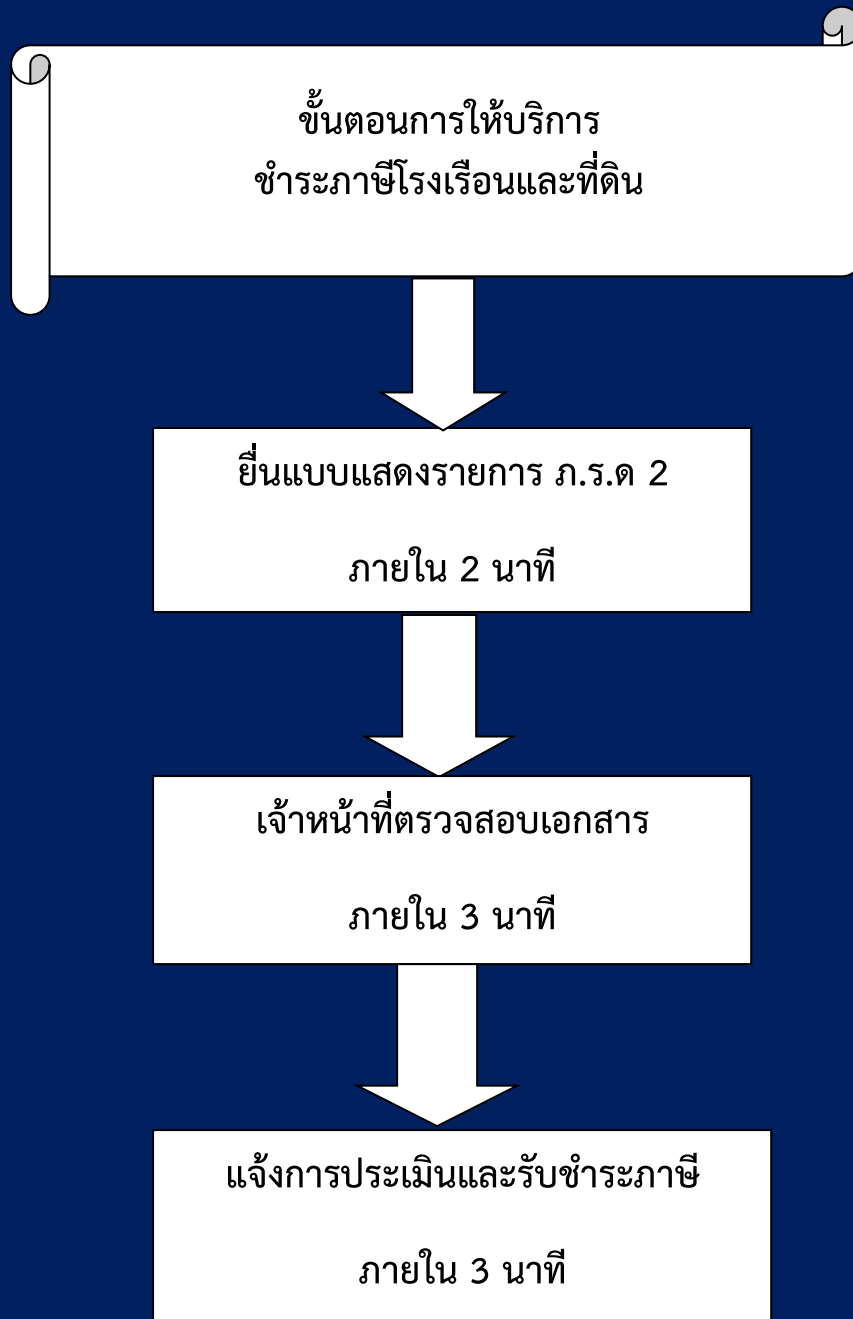 ขั้นตอนการให้บริการ
ชำระภาษีโรงเรือนและที่ดิน
ยื่นแบบแสดงรายการ ภ.ร.ด 2
ภายใน 2 นาที
เจ้าหน้าที่ตรวจสอบเอกสาร
ภายใน 3 นาที
แจ้งการประเมินและรับชำระภาษี
ภายใน 3 นาที